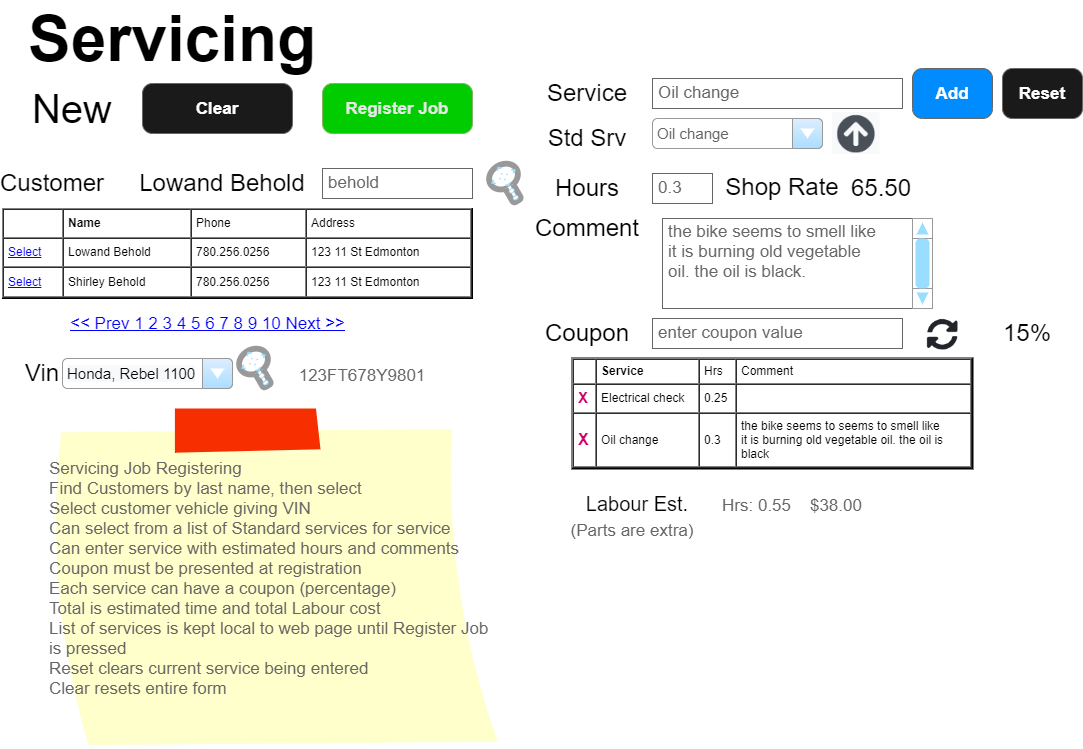 Servicing
New
Clear
Register Job
Customer
Lowand Behold
behold
Name Phone Address
Select Lowand Behold 780.256.0256 123 11 St Edmonton
Select Shirley Behold 780.256.0256 123 11 St Edmonton
<< Prev 1 2 3 4 5 6 7 8 9 10 Next >>
Vin
Honda, Rebel 1100
123FT678Y9801
Servicing Job Registering
Find Customers by last name, then select
Select customer vehicle giving VIN
Can select from a list of Standard services for service
Can enter service with estimated hours and comments
Coupon must be presented at registration
Each service can have a coupon (percentage)
Total is estimated time and total Labour cost
List of services is kept local to web page until Register Job
is pressed
Reset clears current service being entered
Clear resets entire form
Service
Oil change
Add
Reset
Std Srv
Oil change
Hours
0.3
Shop Rate 65.50
Comment
the bike seems to smell like
it is burning old vegetable
oil. the oil is black.
Coupon
enter coupon value
15%
Service Hrs Comment
X Electrical check 0.25
X Oil change 0.3
the bike seems to seems to smell like
it is burning old vegetable oil. the oil is
black
Labour Est. Hrs: 0.55 $38.00
(Parts are extra)